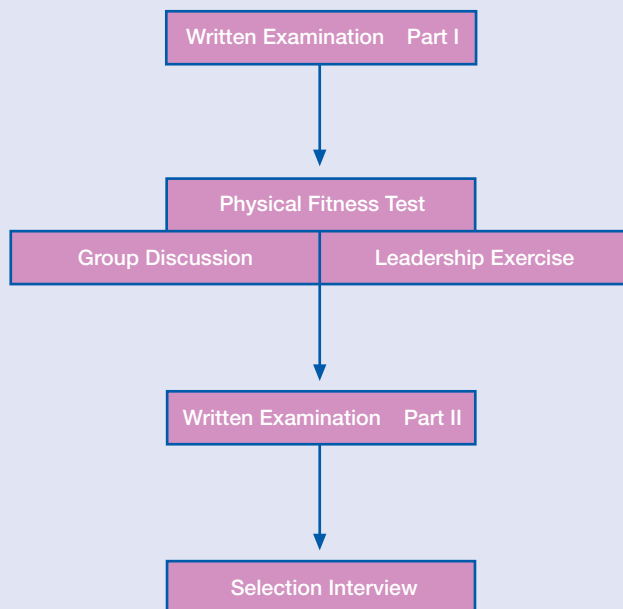 Written Examination Part I
Physical Fitness Test
Group Discussion Leadership Exercise
Written Examination Part II
Selection Interview